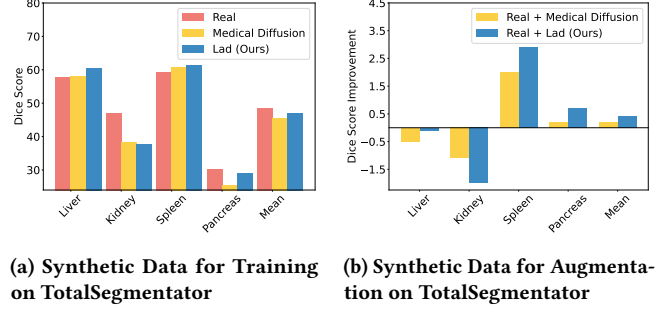 80
70
60
50
40
30
Dice Score
Real
Medical Diffusion
Lad (Ours)
Liver
Kidney
Spleen
Pancreas
Mean
(a) Synthetic Data for Training
on TotalSegmentator
4.5
3.5
2.5
1.5
0.5
−0.5
−1.5
Dice Score Improvement
Real + Medical Diffusion
Real + Lad (Ours)
Liver
Kidney
Spleen
Pancreas
Mean
(b) Synthetic Data for Augmenta-
tion on TotalSegmentator